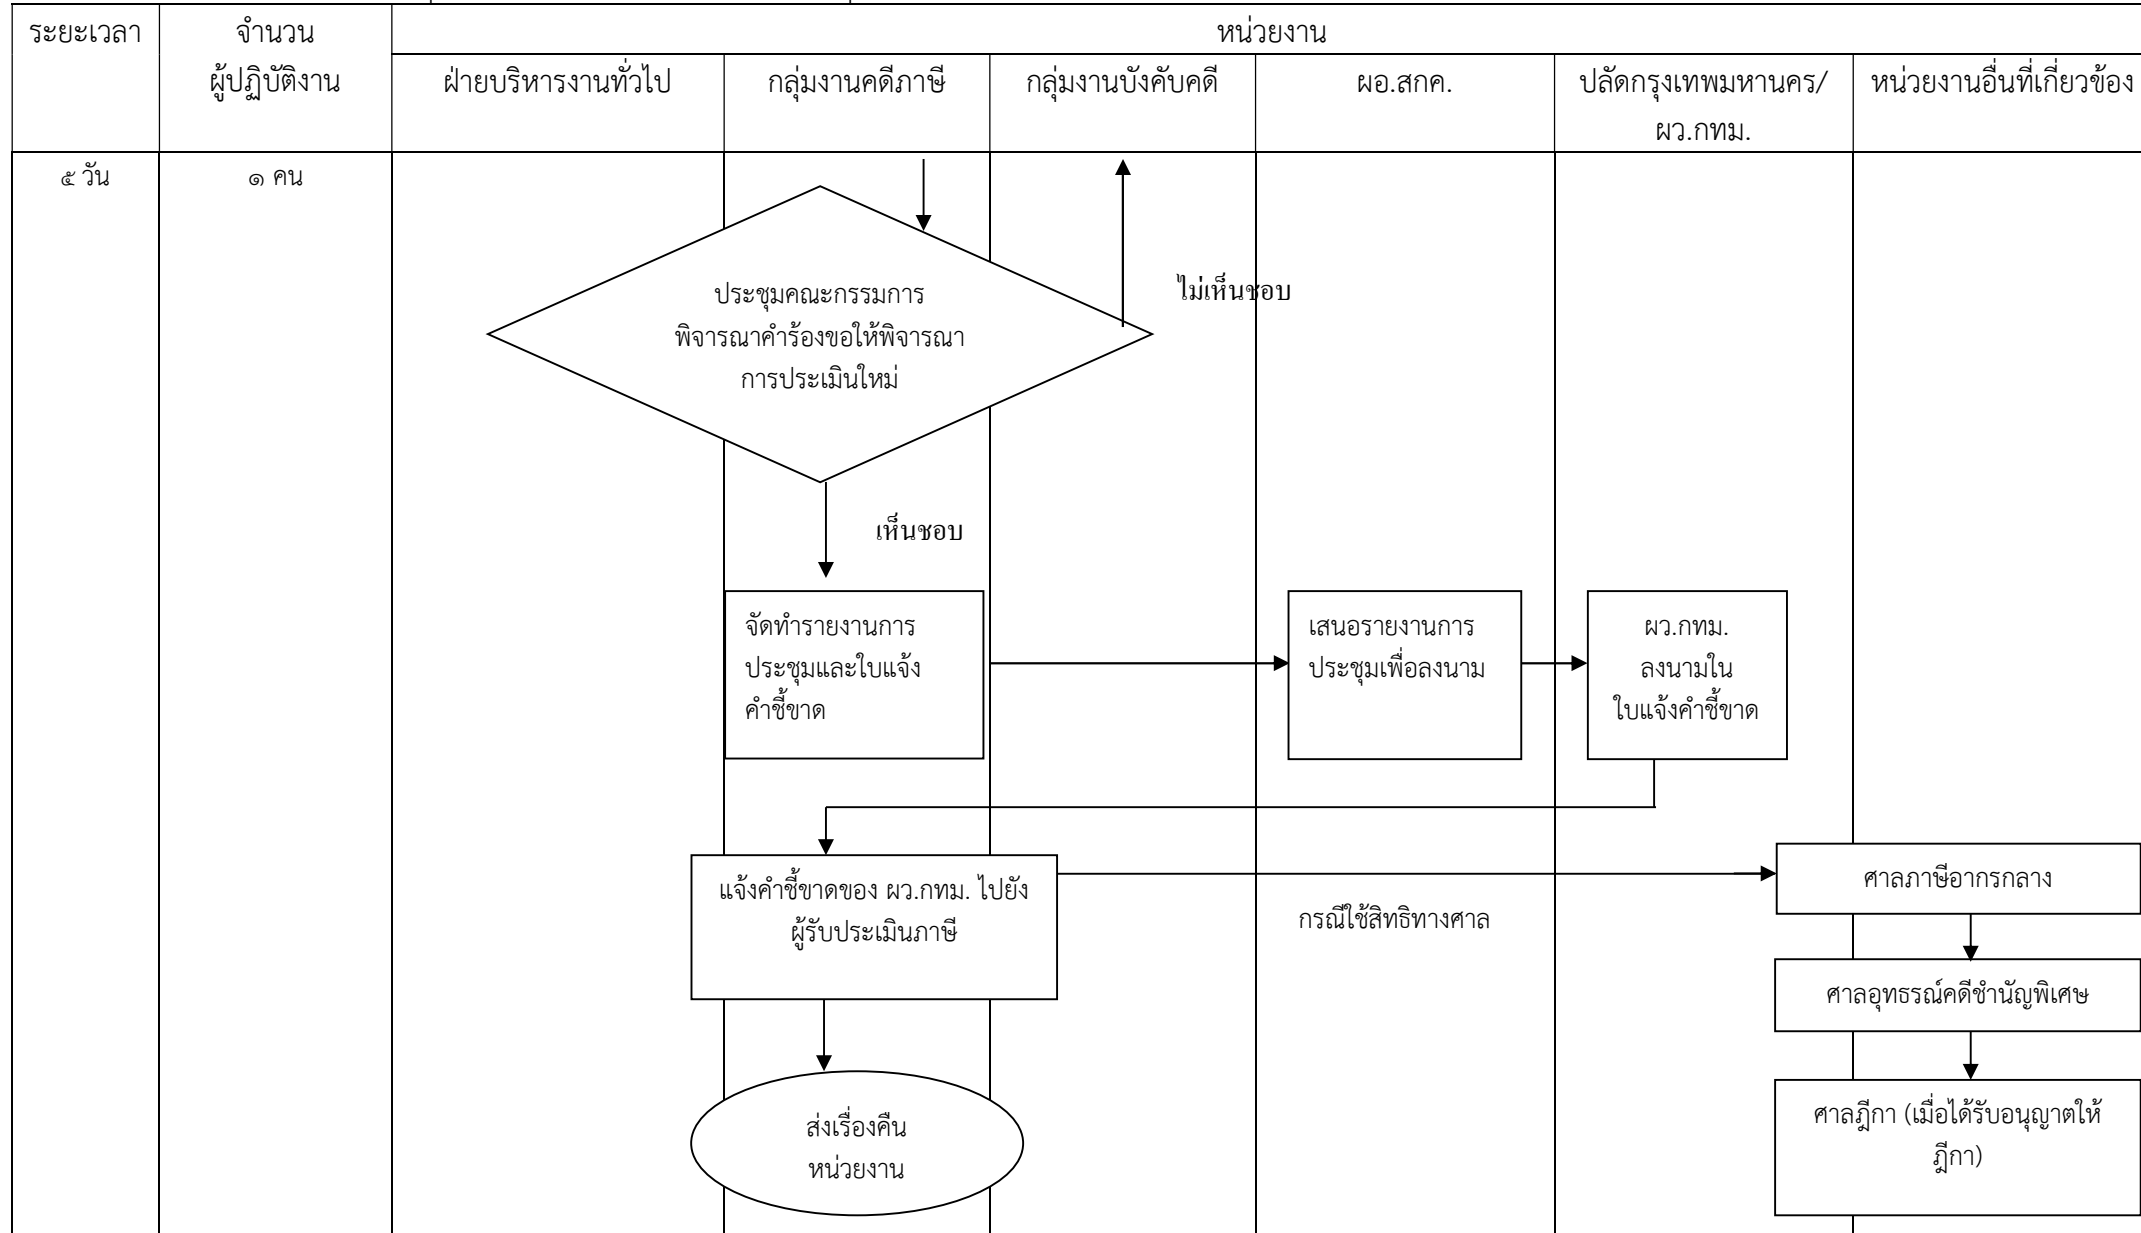 ระยะเวลา
จำนวน
ผู้ปฏิบัติงาน
หน่วยงาน
ฝ่ายบริหารงานทั่วไป
กลุ่มงานคดีภาษี
กลุ่มงานบังคับคดี
ผอ.สกค.
ปลัดกรุงเทพมหานคร/
ผว.กทม.
หน่วยงานอื่นที่เกี่ยวข้อง
๕ วัน
๑ คน
ประชุมคณะกรรมการ
พิจารณาคำร้องขอให้พิจารณา
การประเมินใหม่
ไม่เห็นชอบ
เห็นชอบ
จัดทำรายงานการ
ประชุมและใบแจ้ง
คำชี้ขาด
เสนอรายงานการ
ประชุมเพื่อลงนาม
ผว.กทม.
ลงนามใน
ใบแจ้งคำชี้ขาด
แจ้งคำชี้ขาดของ ผว.กทม. ไปยัง
ผู้รับประเมินภาษี
กรณีใช้สิทธิทางศาล
ศาลภาษีอากรกลาง
ศาลอุทธรณ์คดีชำนัญพิเศษ
ศาลฎีกา (เมื่อได้รับอนุญาตให้
ฎีกา)
ส่งเรื่องคืน
หน่วยงาน